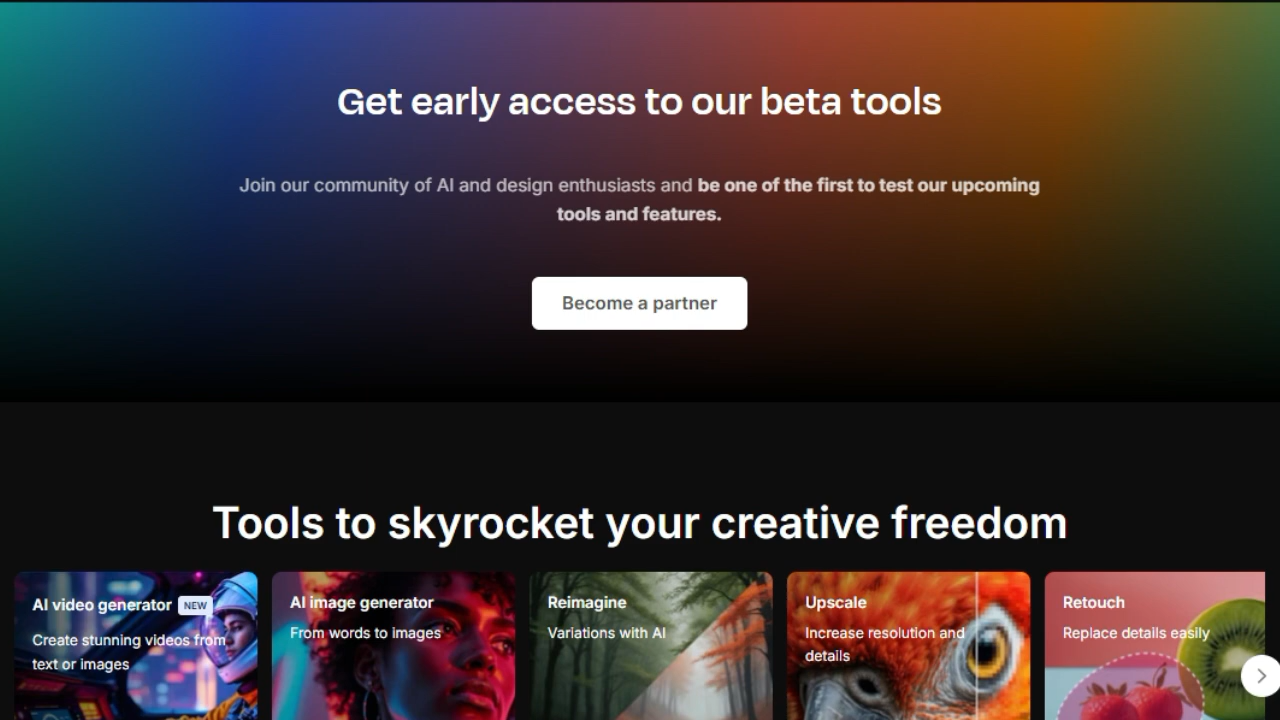 Get early access to our beta tools
Join our community of AI and design enthusiasts and be one of the first to test our upcoming
tools and features.
Become a partner
Tools to skyrocket your creative freedom
AI video generator NEW
Create stunning videos from
text or images
AI image generator
From words to images
Reimagine
Variations with AI
Upscale
Increase resolution and
details
Retouch
Replace details easily